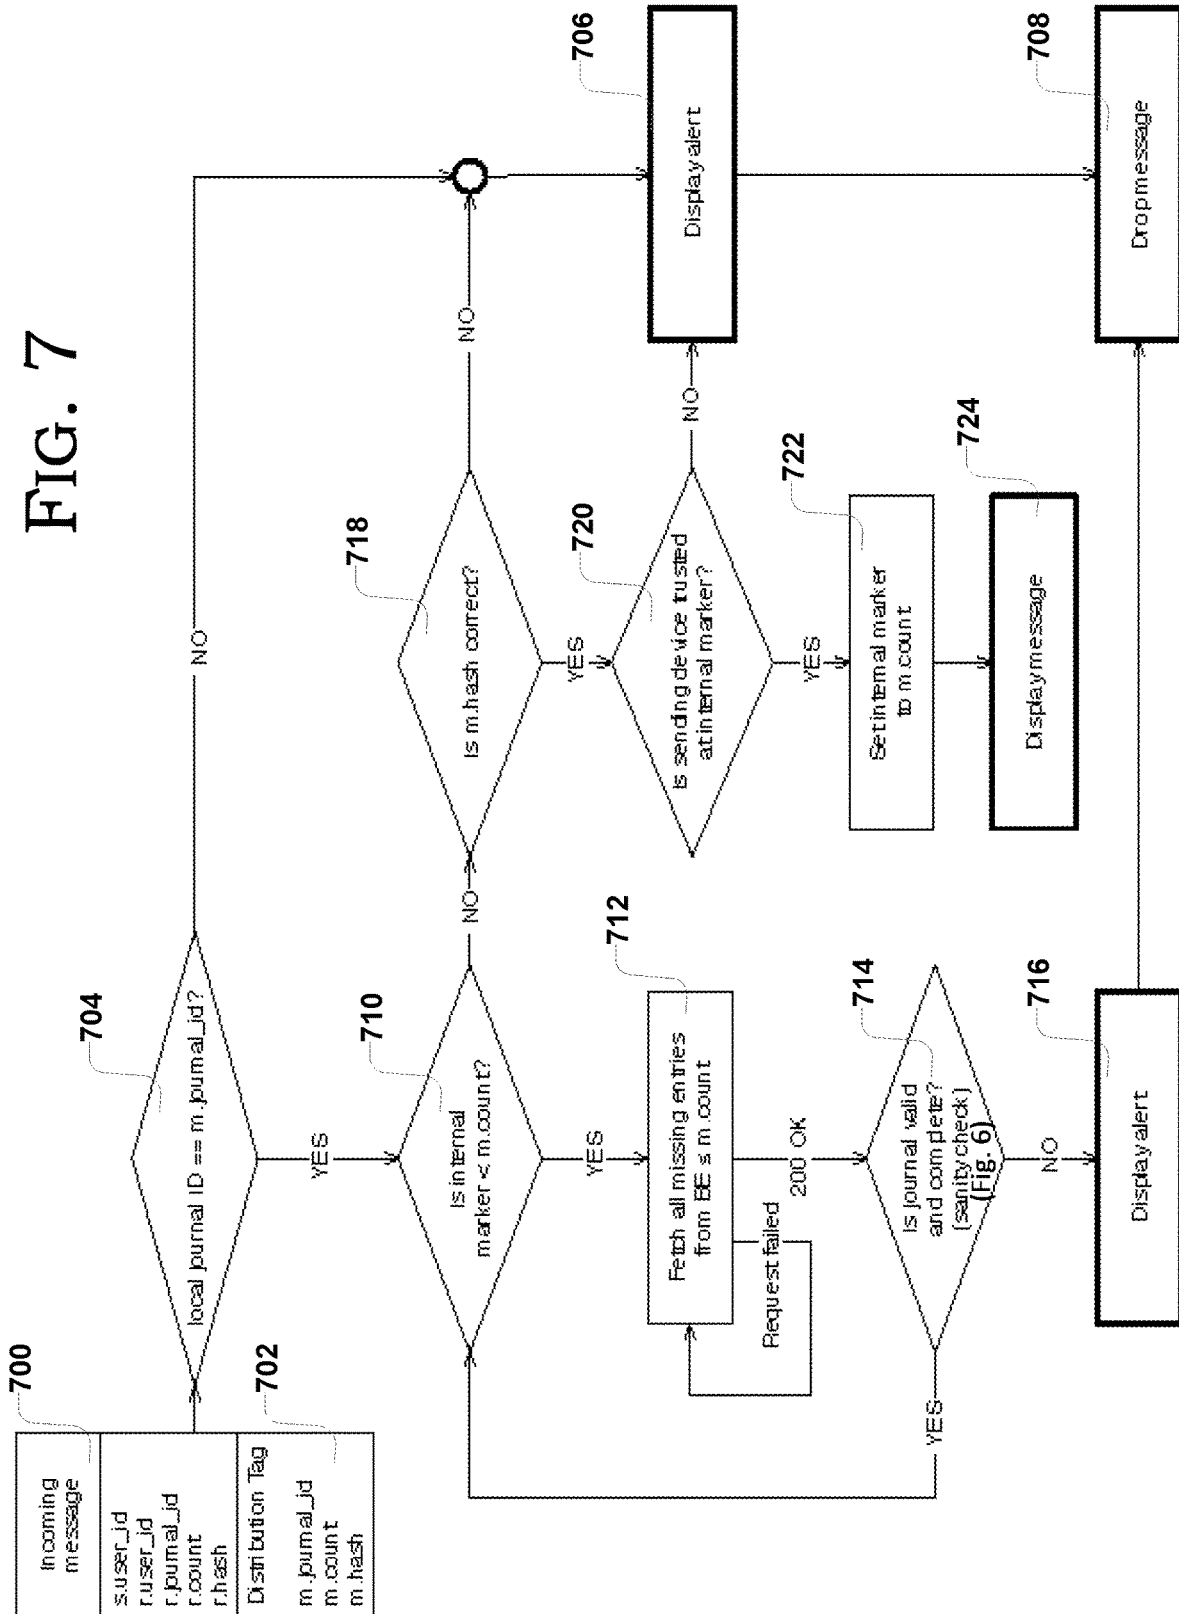 FIG. 7
700
Incoming
message
s.user_id
r.user_id
r.journal_id
r.count
r.hash
702
Distribution Tag
m.journal_id
m.count
m.hash
704
local journal ID == m.journal_id?
NO
YES
710
Is internal
marker < m.count?
NO
YES
718
Is m.hash correct?
NO
YES
706
Display alert
708
Drop message
712
Fetch all missing entries
from BE ≤ m.count
Request failed
200 OK
714
Is journal valid
and complete?
(sanity check)
(Fig. 6)
YES
NO
716
Display alert
720
Is sending device trusted
at internal marker?
NO
YES
722
Set internal marker
to m.count
724
Display message